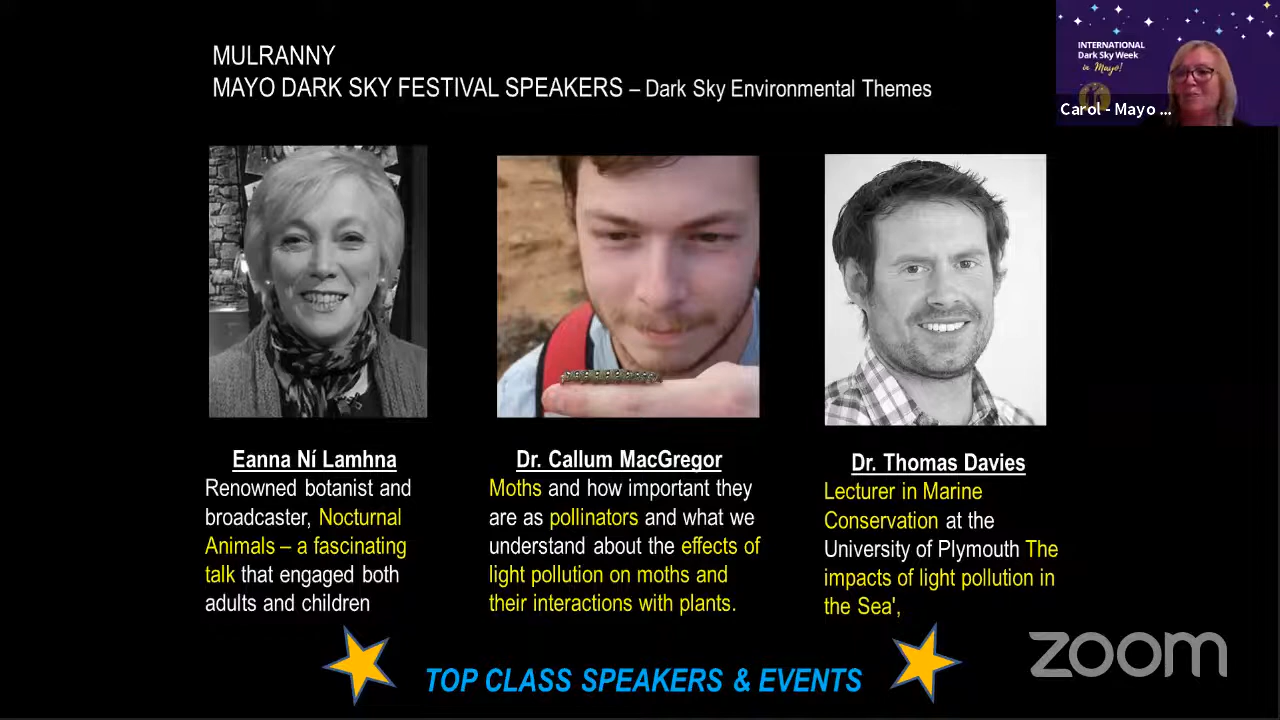 MULRANNY
MAYO DARK SKY FESTIVAL SPEAKERS – Dark Sky Environmental Themes
INTERNATIONAL
Dark Sky Week
in Mayo!
Carol - Mayo ...
Eanna Ní Lamhna
Renowned botanist and
broadcaster, Nocturnal
Animals – a fascinating
talk that engaged both
adults and children
Dr. Callum MacGregor
Moths and how important they
are as pollinators and what we
understand about the effects of
light pollution on moths and
their interactions with plants.
Dr. Thomas Davies
Lecturer in Marine
Conservation at the
University of Plymouth The
impacts of light pollution in
the Sea',
TOP CLASS SPEAKERS & EVENTS
zoom